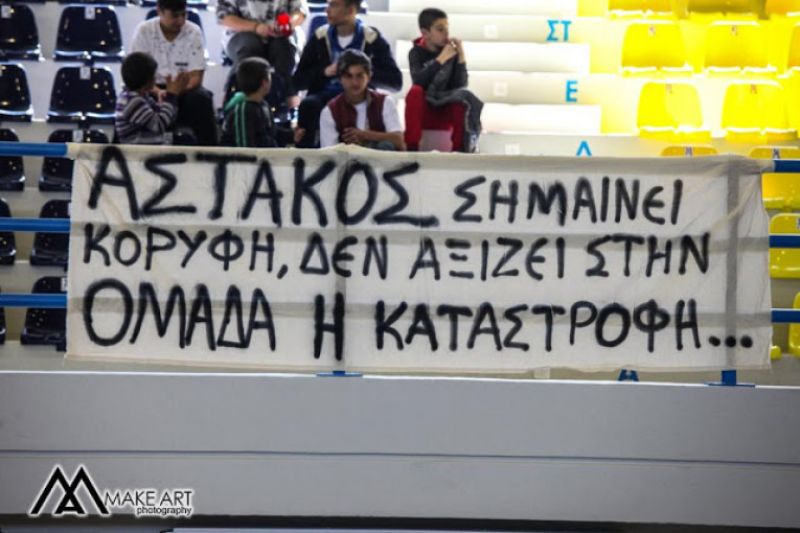 ΣΤ
Ε
Δ
ΑΣΤΑΚΟΣ ΣΗΜΑΙΝΕΙ
ΚΟΡΥΦΗ, ΔΕΝ ΑΞΙΖΕΙ ΣΤΗΝ
ΟΜΑΔΑ Η ΚΑΤΑΣΤΡΟΦΗ...
MAKE ART
photography